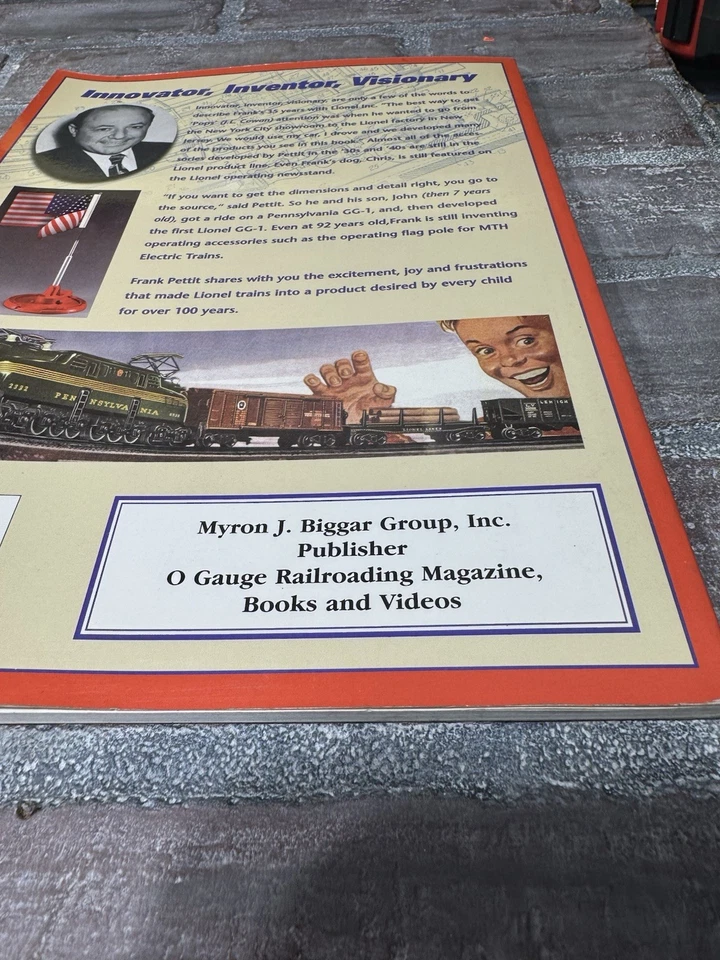 Innovator, Inventor, Visionary
Innovator, inventor, visionary, are only a few of the words to
describe Frank's 35 years with Lionel Inc. "The best way to get
'Pops' (J.L. Cowan) attention was when he wanted to go from
the New York City showroom to the Lionel factory in New
Jersey. We would use my car, I drove and we developed many
of the products you see in this book." Almost all of the acces-
sories developed by Pettit in the '30s and '40s are still in the
Lionel product line. Even Frank's dog, Chris, is still featured on
the Lionel operating newsstand.
"If you want to get the dimensions and detail right, you go to
the source," said Pettit. So he and his son, John (then 7 years
old), got a ride on a Pennsylvania GG-1, and, then developed
the first Lionel GG-1. Even at 92 years old,Frank is still inventing
operating accessories such as the operating flag pole for MTH
Electric Trains.
Frank Pettit shares with you the excitement, joy and frustrations
that made Lionel trains into a product desired by every child
for over 100 years.
PENNSYLVANIA
LEHIGH
Myron J. Biggar Group, Inc.
Publisher
O Gauge Railroading Magazine,
Books and Videos